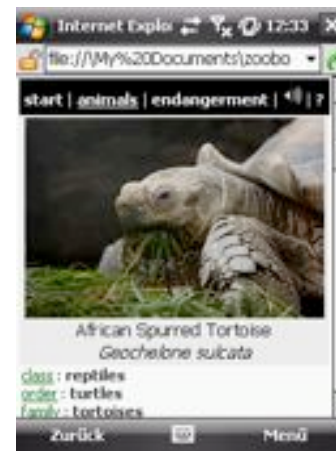 Internet Explo 12:33
file://\My%20Documents\zoobo
start | animals | endangerment | | ?
African Spurred Tortoise
Geochelone sulcata
class : reptiles
order : turtles
family : tortoises
Zurück Menü